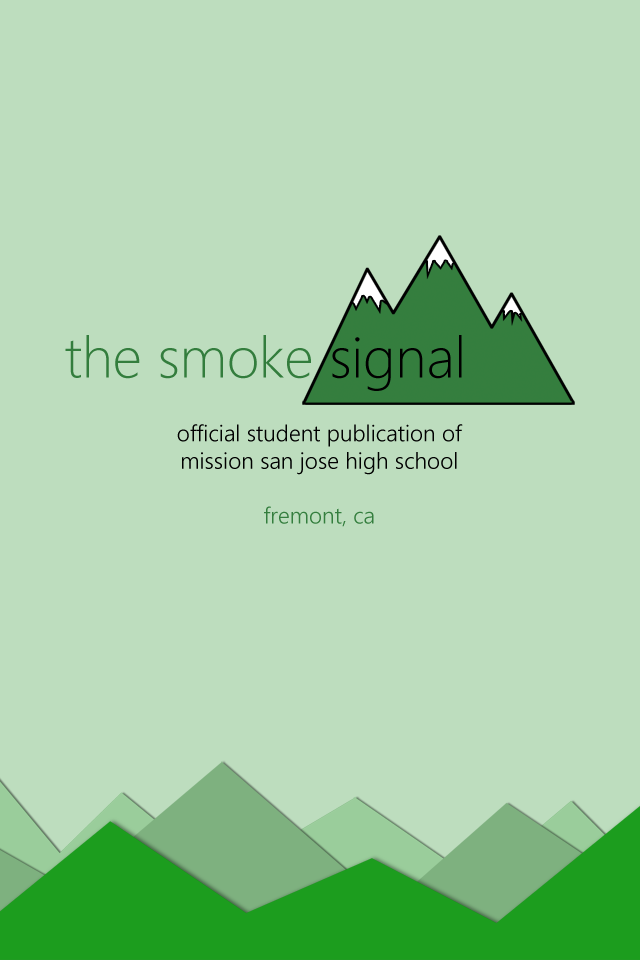 the smoke signal
official student publication of
mission san jose high school
fremont, ca